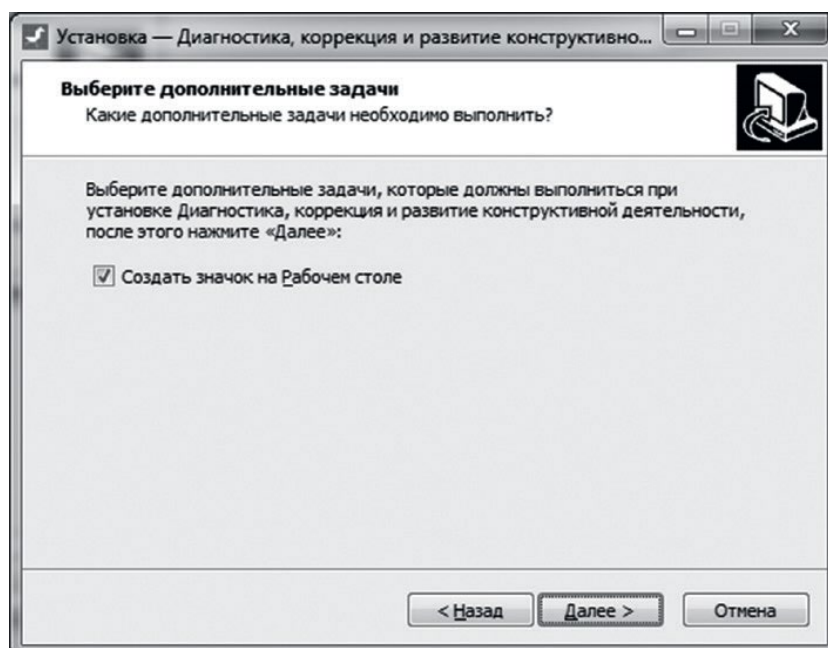 Установка — Диагностика, коррекция и развитие конструктивно...
Выберите дополнительные задачи
Какие дополнительные задачи необходимо выполнить?
Выберите дополнительные задачи, которые должны выполниться при
установке Диагностика, коррекция и развитие конструктивной деятельности,
после этого нажмите «Далее»:
Создать значок на Рабочем столе
< Назад
Далее >
Отмена